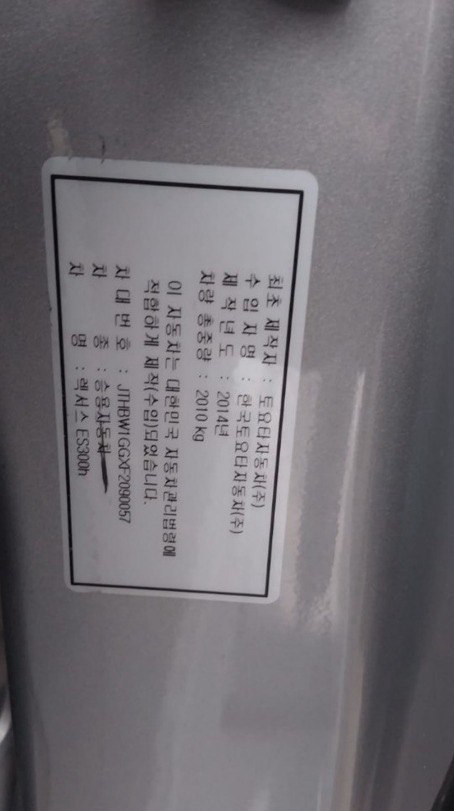 최초 제작자 : 토요타자동차(주)
수 입 자 명 : 한국토요타자동차(주)
제 작 년 도 : 2014년
차량 총중량 : 2010 kg
이 자동차는 대한민국 자동차관리법령에
적합하게 제작(수입)되었습니다.
차 대 번 호 : JTHBW1GGXF2090057
차 종 : 승용자동차
차 명 : 렉서스 ES300h